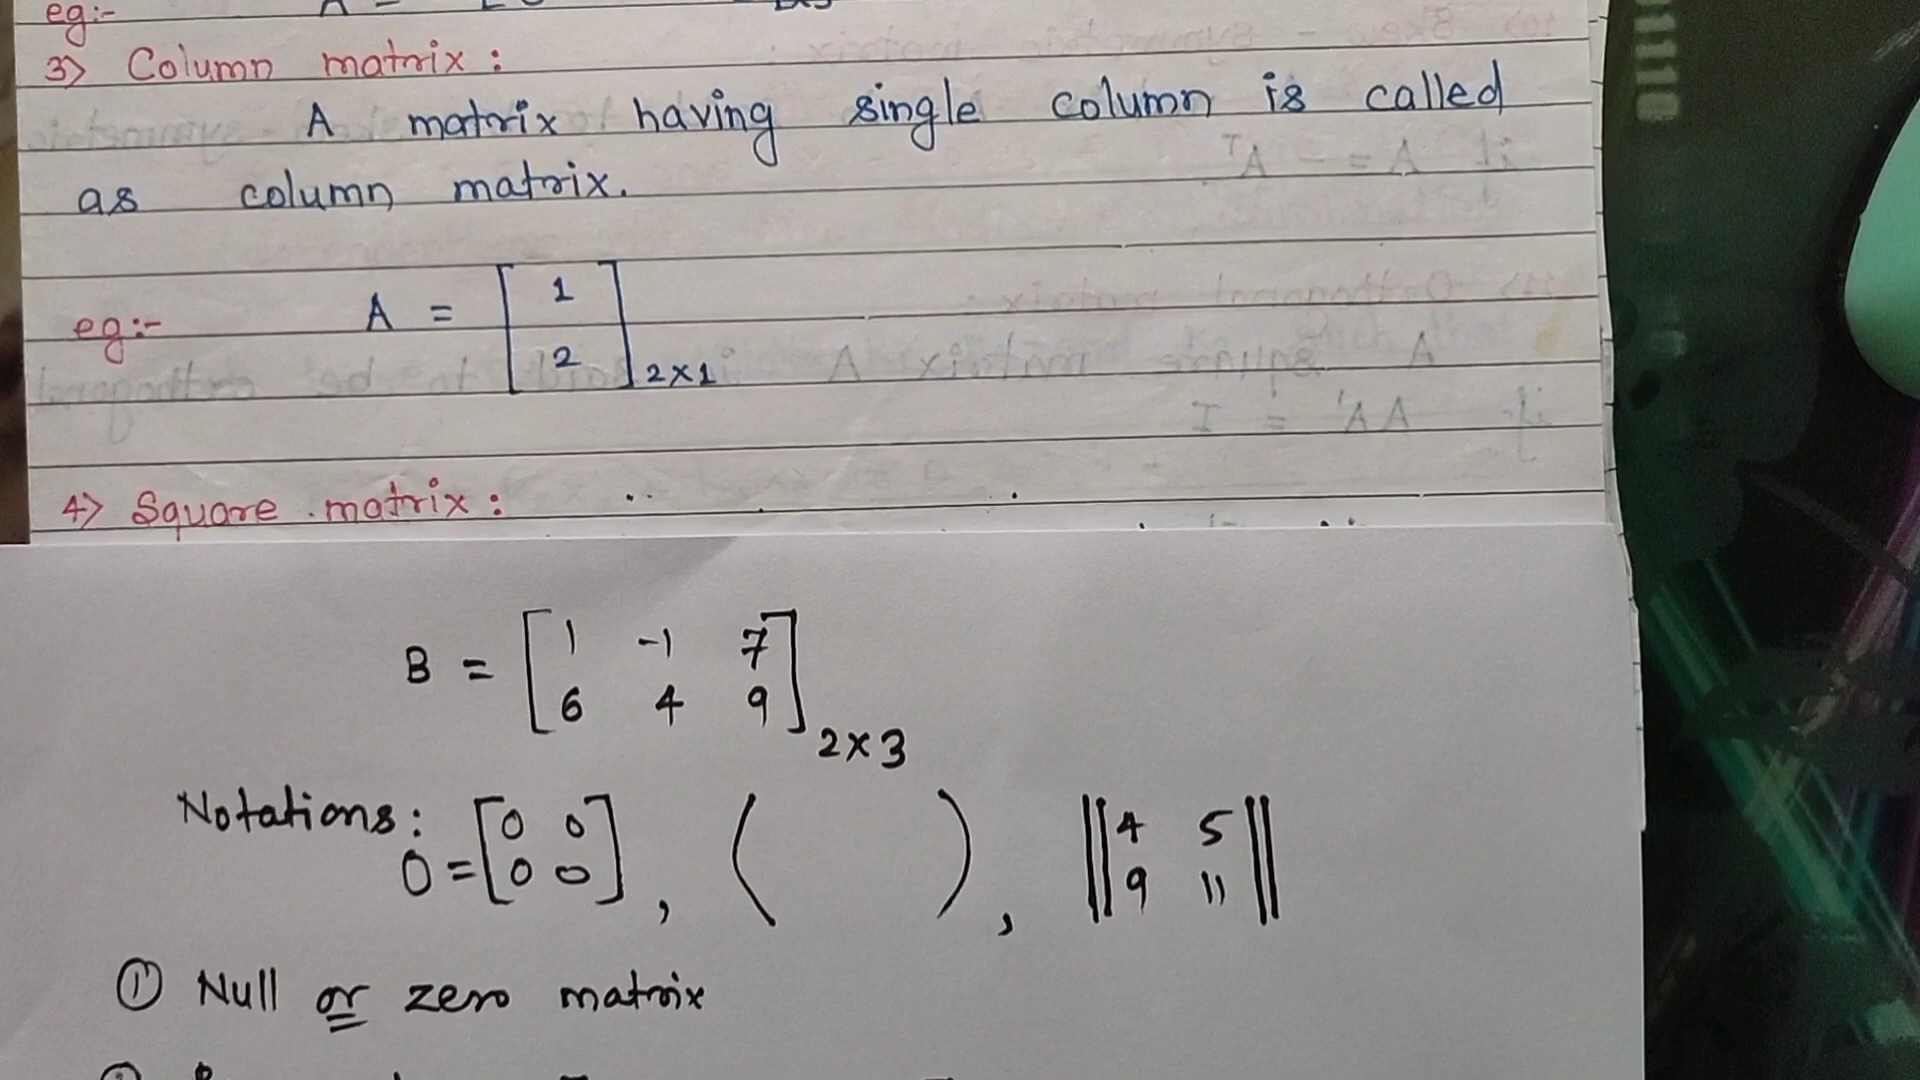 eg:-
3> Column matrix :
A matrix having single column is called
as column matrix.
eg:- A = [ 1
2 ] 2×1
4> Square matrix :
B = [ 1 -1 7
6 4 9 ] 2×3
Notations : O = [ 0 0
0 0 ] , ( ) , || 4 5
9 11 ||
① Null or zero matrix